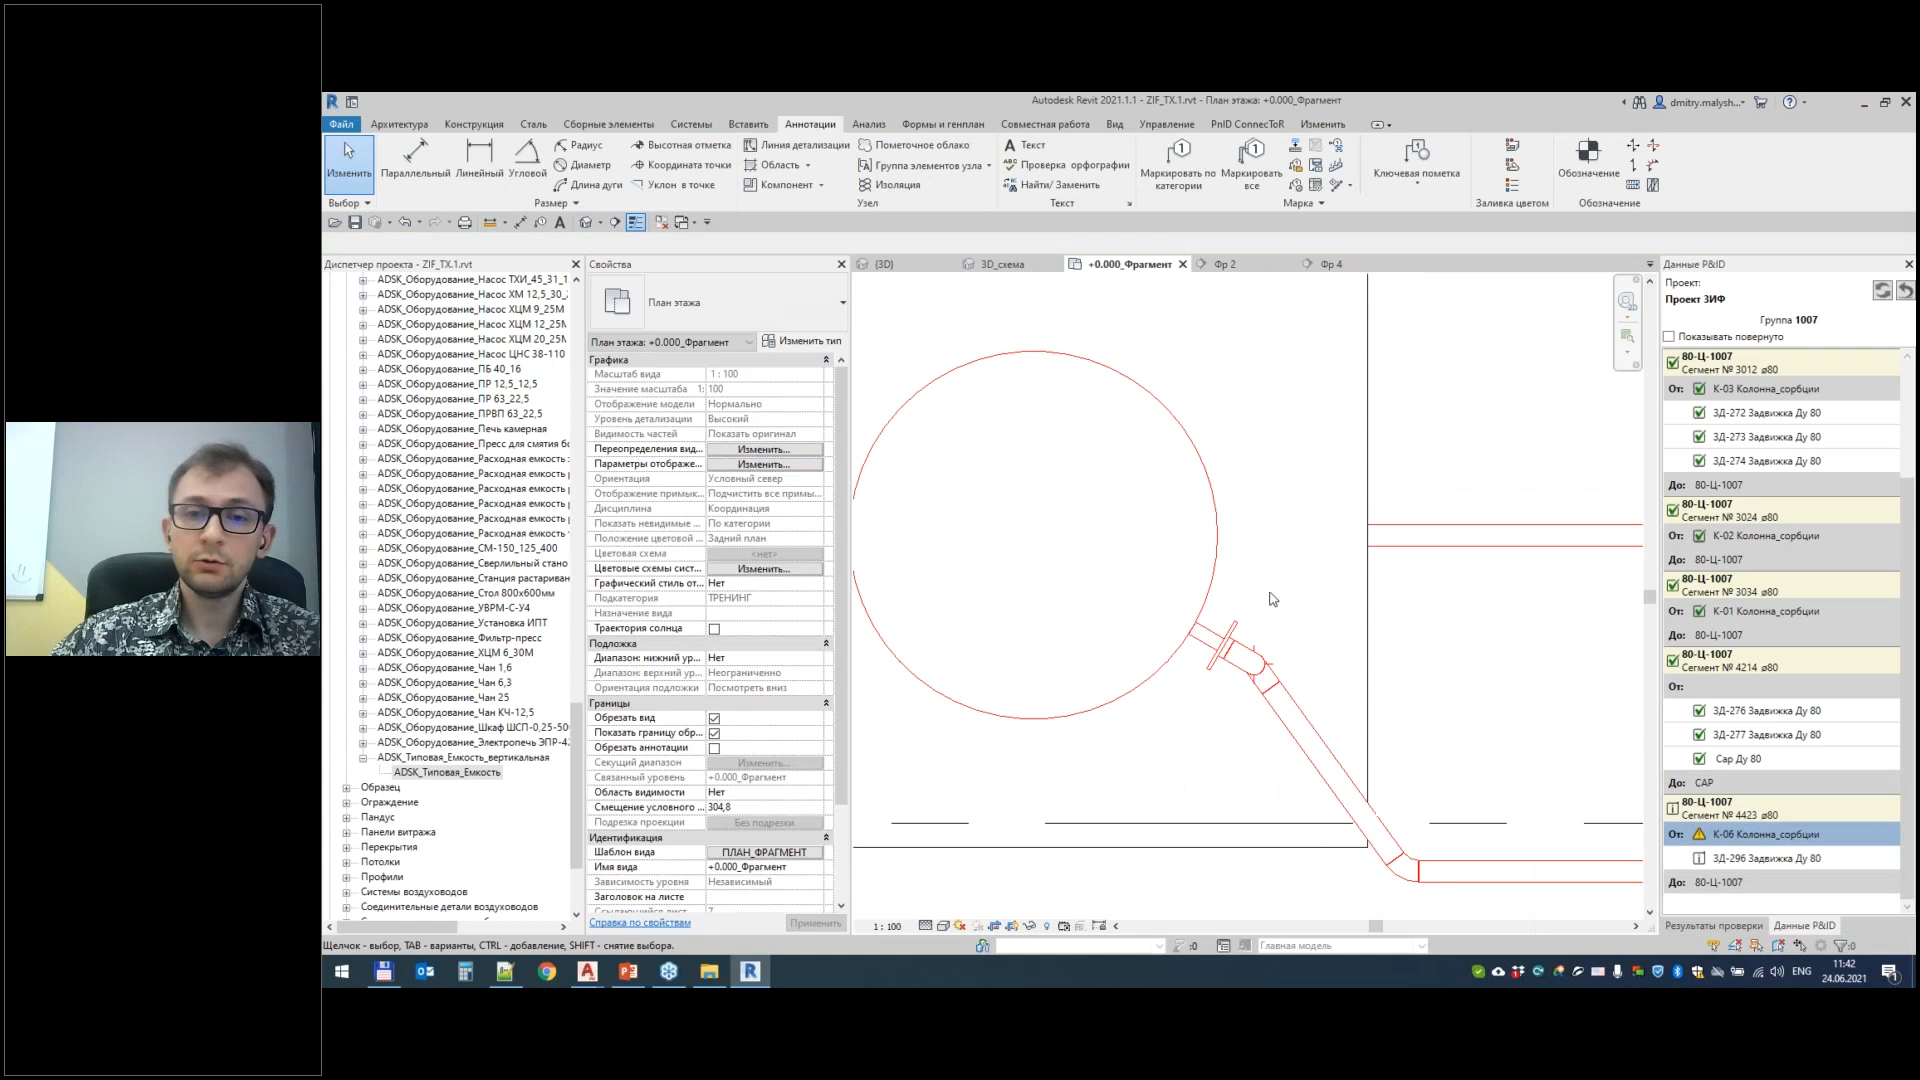 Autodesk Revit 2021.1.1 - ZIF_TX.1.rvt - План этажа: +0.000_Фрагмент
dmitry.malysh...
Файл Архитектура Конструкция Сталь Сборные элементы Системы Вставить Аннотации Анализ Формы и генплан Совместная работа Вид Управление PnID ConnecToR Изменить
Изменить
Параллельный Линейный Угловой
Радиус
Диаметр
Длина дуги
Высотная отметка
Координата точки
Уклон в точке
Линия детализации
Область
Компонент
Пометочное облако
Группа элементов узла
Изоляция
A Текст
Проверка орфографии
Найти/ Заменить
Маркировать по категории
Маркировать все
Ключевая пометка
Обозначение
Выбор Размер Узел Текст Марка Заливка цветом Обозначение
Диспетчер проекта - ZIF_TX.1.rvt
ADSK_Оборудование_Насос ТХИ_45_31_1
ADSK_Оборудование_Насос ХМ 12,5_30_
ADSK_Оборудование_Насос ХЦМ 9_25М
ADSK_Оборудование_Насос ХЦМ 12_25М
ADSK_Оборудование_Насос ХЦМ 20_25М
ADSK_Оборудование_Насос ЦНС 38-110
ADSK_Оборудование_ПБ 40_16
ADSK_Оборудование_ПР 12,5_12,5
ADSK_Оборудование_ПР 63_22,5
ADSK_Оборудование_ПРВП 63_22,5
ADSK_Оборудование_Печь камерная
ADSK_Оборудование_Пресс для смятия б
ADSK_Оборудование_Расходная емкость
ADSK_Оборудование_Расходная емкость
ADSK_Оборудование_Расходная емкость
ADSK_Оборудование_Расходная емкость
ADSK_Оборудование_Расходная емкость
ADSK_Оборудование_Расходная емкость
ADSK_Оборудование_СМ-150_125_400
ADSK_Оборудование_Сверлильный стано
ADSK_Оборудование_Станция растариван
ADSK_Оборудование_Стол 800x600мм
ADSK_Оборудование_УВРМ-С-У4
ADSK_Оборудование_Установка ИПТ
ADSK_Оборудование_Фильтр-пресс
ADSK_Оборудование_ХЦМ 6_30М
ADSK_Оборудование_Чан 1,6
ADSK_Оборудование_Чан 6,3
ADSK_Оборудование_Чан 25
ADSK_Оборудование_Чан КЧ-12,5
ADSK_Оборудование_Шкаф ШСП-0,25-50
ADSK_Оборудование_Электропечь ЭПР-4
ADSK_Типовая_Емкость_вертикальная
ADSK_Типовая_Емкость
Образец
Ограждение
Пандус
Панели витража
Перекрытия
Потолки
Профили
Системы воздуховодов
Соединительные детали воздуховодов
Свойства
План этажа
План этажа: +0.000_Фрагмент Изменить тип
Графика
Масштаб вида 1 : 100
Значение масштаба 1: 100
Отображение модели Нормально
Уровень детализации Высокий
Видимость частей Показать оригинал
Переопределения вид... Изменить...
Параметры отображе... Изменить...
Ориентация Условный север
Отображение примык... Подчистить все примы...
Дисциплина Координация
Показать невидимые ... По категории
Положение цветовой ... Задний план
Цветовая схема <нет>
Цветовые схемы сист... Изменить...
Графический стиль от... Нет
Подкатегория ТРЕНИНГ
Назначение вида
Траектория солнца
Подложка
Диапазон: нижний ур... Нет
Диапазон: верхний ур... Неограниченно
Ориентация подложки Посмотреть вниз
Границы
Обрезать вид
Показать границу обр...
Обрезать аннотации
Секущий диапазон Изменить...
Связанный уровень +0.000_Фрагмент
Область видимости Нет
Смещение условного ... 304,8
Подрезка проекции Без подрезки
Идентификация
Шаблон вида ПЛАН_ФРАГМЕНТ
Имя вида +0.000_Фрагмент
Зависимость уровня Независимый
Заголовок на листе
Ссылающийся лист 7
Справка по свойствам Применить
{3D} 3D_схема +0.000_Фрагмент Фр 2 Фр 4
1 : 100
Данные P&ID
Проект:
Проект ЗИФ
Группа 1007
Показывать повернуто
80-Ц-1007
Сегмент № 3012 ⌀80
От: К-03 Колонна_сорбции
ЗД-272 Задвижка Ду 80
ЗД-273 Задвижка Ду 80
ЗД-274 Задвижка Ду 80
До: 80-Ц-1007
80-Ц-1007
Сегмент № 3024 ⌀80
От: К-02 Колонна_сорбции
До: 80-Ц-1007
80-Ц-1007
Сегмент № 3034 ⌀80
От: К-01 Колонна_сорбции
До: 80-Ц-1007
80-Ц-1007
Сегмент № 4214 ⌀80
От:
ЗД-276 Задвижка Ду 80
ЗД-277 Задвижка Ду 80
Cap Ду 80
До: CAP
80-Ц-1007
Сегмент № 4423 ⌀80
От: К-06 Колонна_сорбции
ЗД-296 Задвижка Ду 80
До: 80-Ц-1007
Результаты проверки Данные P&ID
Щелчок - выбор, TAB - варианты, CTRL - добавление, SHIFT - снятие выбора.
:0
Главная модель
:0
ENG
11:42
24.06.2021